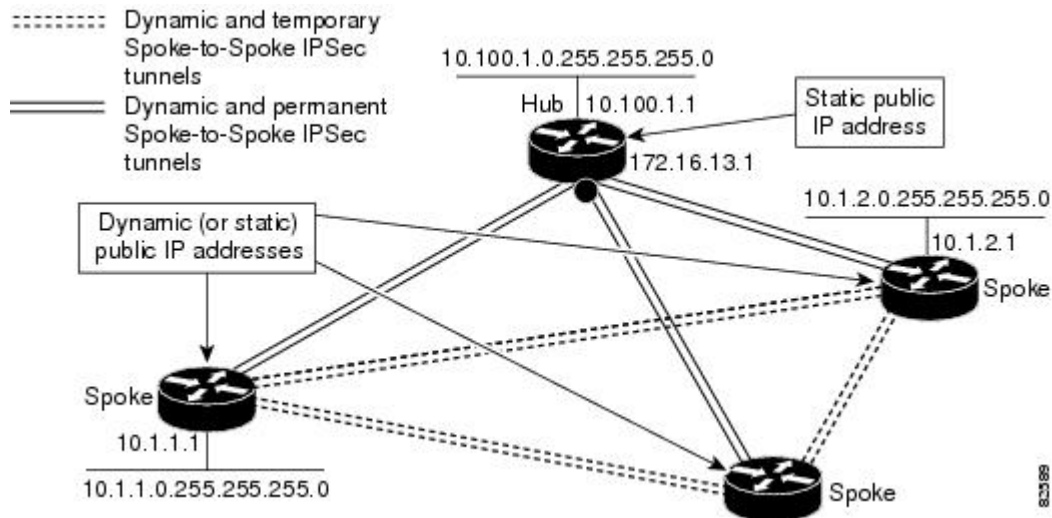 Dynamic and temporary
Spoke-to-Spoke IPSec
tunnels
Dynamic and permanent
Spoke-to-Spoke IPSec
tunnels
10.100.1.0.255.255.255.0
Hub
10.100.1.1
Static public
IP address
172.16.13.1
Dynamic (or static)
public IP addresses
10.1.2.0.255.255.255.0
10.1.2.1
Spoke
Spoke
10.1.1.1
10.1.1.0.255.255.255.0
Spoke
82589